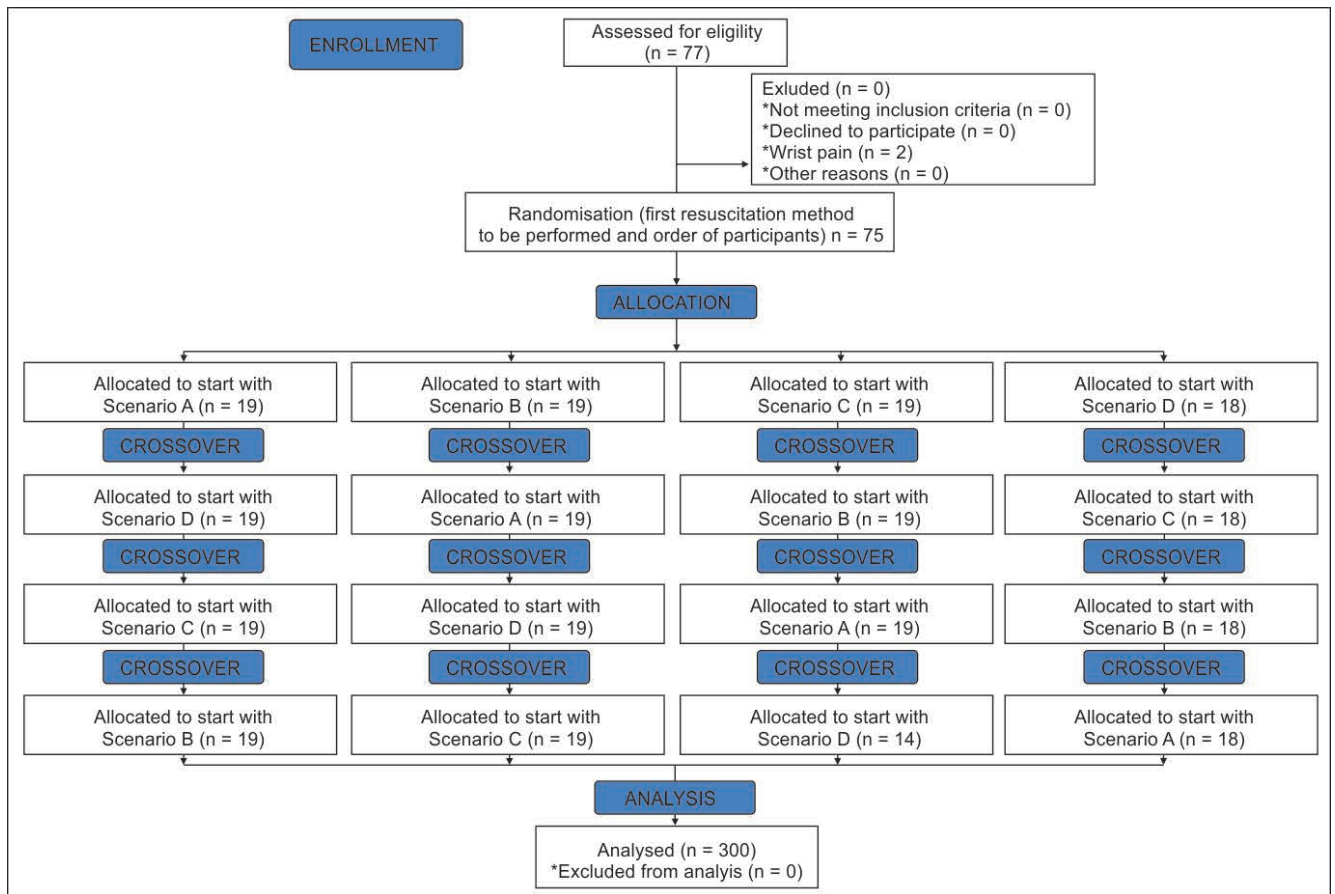 ENROLLMENT
Assessed for eligility
(n = 77)
Exluded (n = 0)
*Not meeting inclusion criteria (n = 0)
*Declined to participate (n = 0)
*Wrist pain (n = 2)
*Other reasons (n = 0)
Randomisation (first resuscitation method
to be performed and order of participants) n = 75
ALLOCATION
Allocated to start with
Scenario A (n = 19)
Allocated to start with
Scenario B (n = 19)
Allocated to start with
Scenario C (n = 19)
Allocated to start with
Scenario D (n = 18)
CROSSOVER
CROSSOVER
CROSSOVER
CROSSOVER
Allocated to start with
Scenario D (n = 19)
Allocated to start with
Scenario A (n = 19)
Allocated to start with
Scenario B (n = 19)
Allocated to start with
Scenario C (n = 18)
CROSSOVER
CROSSOVER
CROSSOVER
CROSSOVER
Allocated to start with
Scenario C (n = 19)
Allocated to start with
Scenario D (n = 19)
Allocated to start with
Scenario A (n = 19)
Allocated to start with
Scenario B (n = 18)
CROSSOVER
CROSSOVER
CROSSOVER
CROSSOVER
Allocated to start with
Scenario B (n = 19)
Allocated to start with
Scenario C (n = 19)
Allocated to start with
Scenario D (n = 14)
Allocated to start with
Scenario A (n = 18)
ANALYSIS
Analysed (n = 300)
*Excluded from analyis (n = 0)